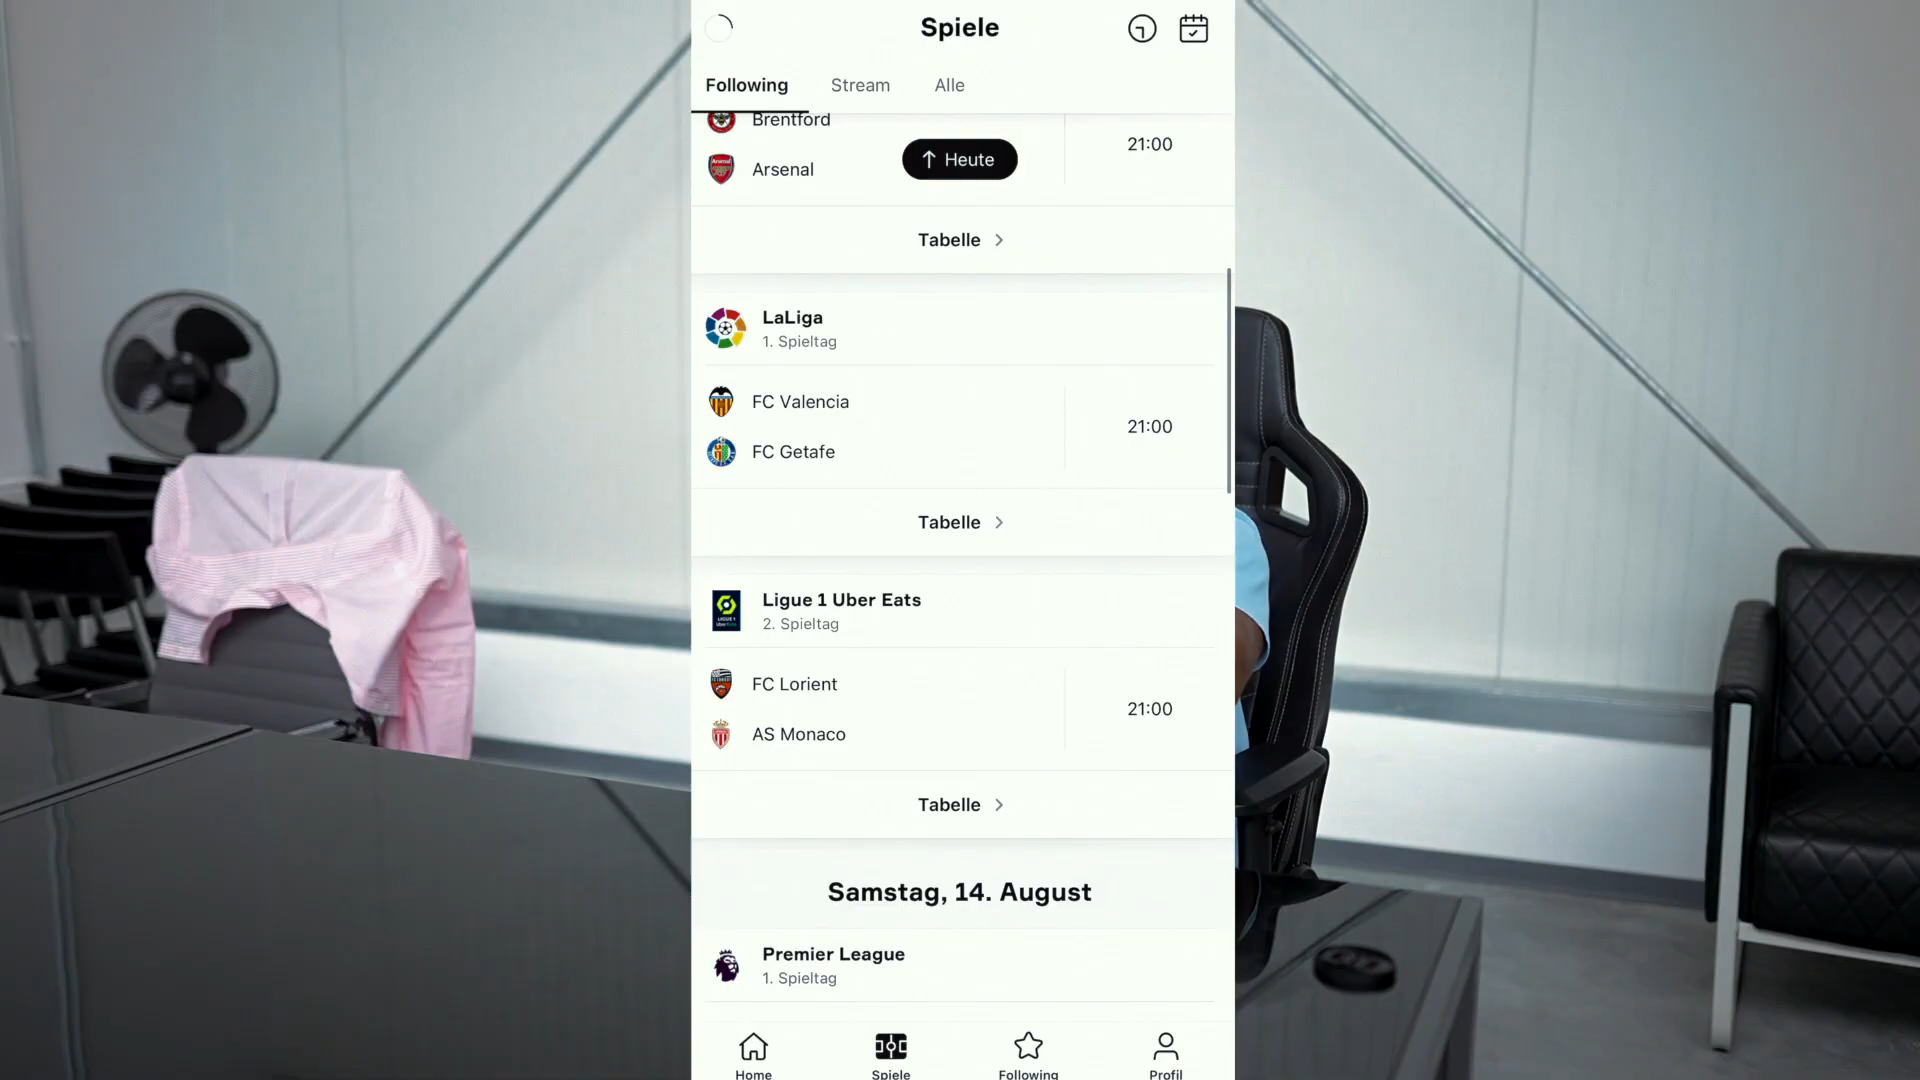 Spiele
Following Stream Alle
Brentford
21:00
Arsenal
↑ Heute
Tabelle
LaLiga
1. Spieltag
FC Valencia
21:00
FC Getafe
Tabelle
Ligue 1 Uber Eats
2. Spieltag
FC Lorient
21:00
AS Monaco
Tabelle
Samstag, 14. August
Premier League
1. Spieltag
Home Spiele Following Profil